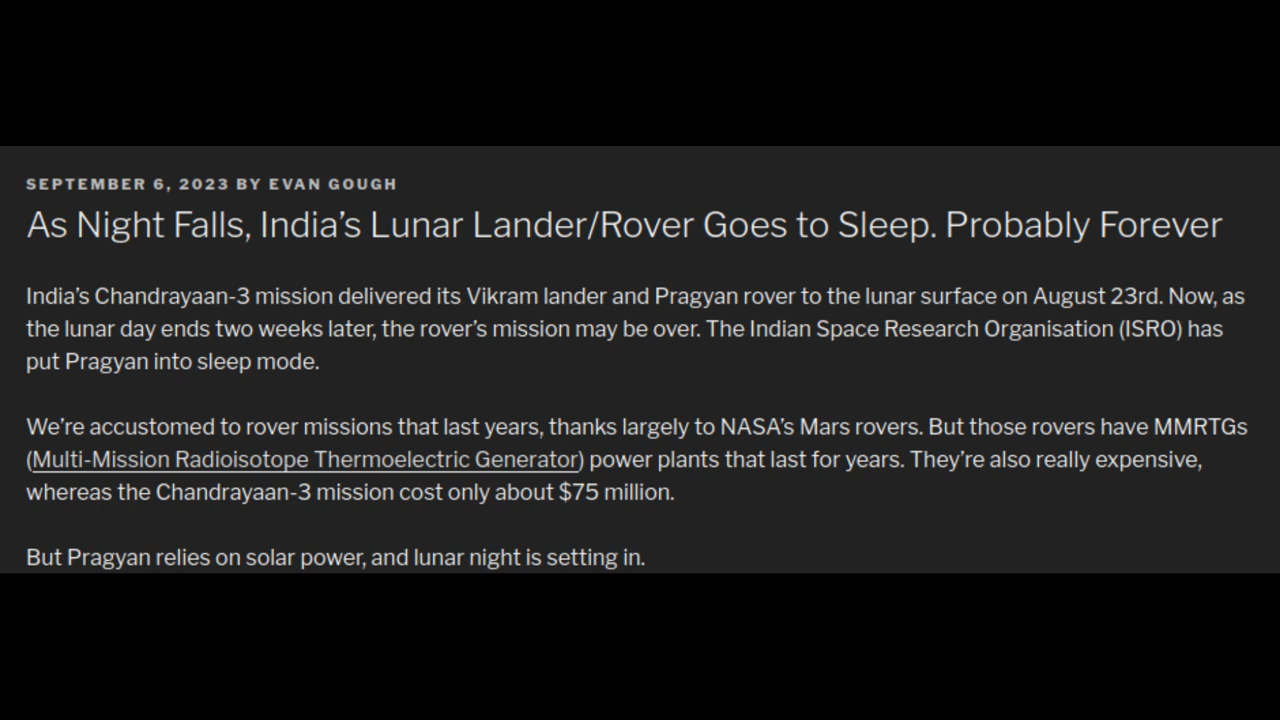 SEPTEMBER 6, 2023 BY EVAN GOUGH
As Night Falls, India’s Lunar Lander/Rover Goes to Sleep. Probably Forever
India’s Chandrayaan-3 mission delivered its Vikram lander and Pragyan rover to the lunar surface on August 23rd. Now, as
the lunar day ends two weeks later, the rover’s mission may be over. The Indian Space Research Organisation (ISRO) has
put Pragyan into sleep mode.
We’re accustomed to rover missions that last years, thanks largely to NASA’s Mars rovers. But those rovers have MMRTGs
(Multi-Mission Radioisotope Thermoelectric Generator) power plants that last for years. They’re also really expensive,
whereas the Chandrayaan-3 mission cost only about $75 million.
But Pragyan relies on solar power, and lunar night is setting in.